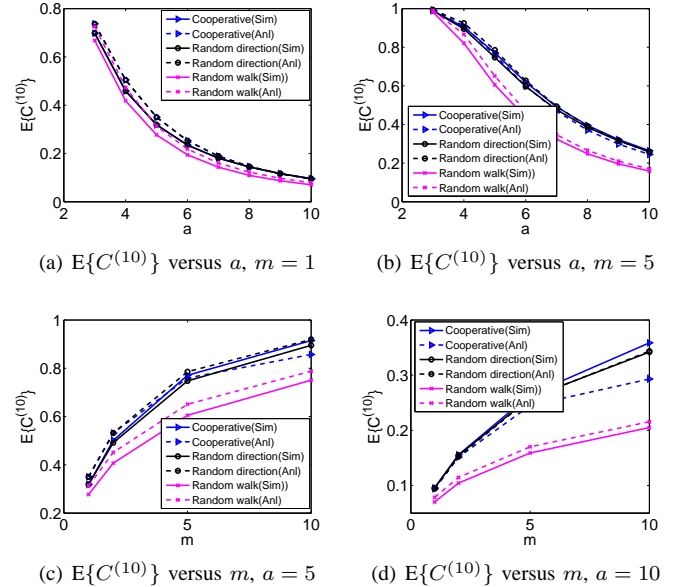 0.8
0.6
0.4
0.2
0
2
4
6
8
10
a
E{C(10)}
Cooperative(Sim)
Cooperative(Anl)
Random direction(Sim)
Random direction(Anl)
Random walk(Sim))
Random walk(Anl)
(a) E{C(10)} versus a, m = 1
1
0.8
0.6
0.4
0.2
0
2
4
6
8
10
a
E{C(10)}
Cooperative(Sim)
Cooperative(Anl)
Random direction(Sim)
Random direction(Anl)
Random walk(Sim))
Random walk(Anl)
(b) E{C(10)} versus a, m = 5
1
0.8
0.6
0.4
0.2
0
5
10
m
E{C(10)}
Cooperative(Sim)
Cooperative(Anl)
Random direction(Sim)
Random direction(Anl)
Random walk(Sim))
Random walk(Anl)
(c) E{C(10)} versus m, a = 5
0.4
0.3
0.2
0.1
0
5
10
m
E{C(10)}
Cooperative(Sim)
Cooperative(Anl)
Random direction(Sim)
Random direction(Anl)
Random walk(Sim))
Random walk(Anl)
(d) E{C(10)} versus m, a = 10